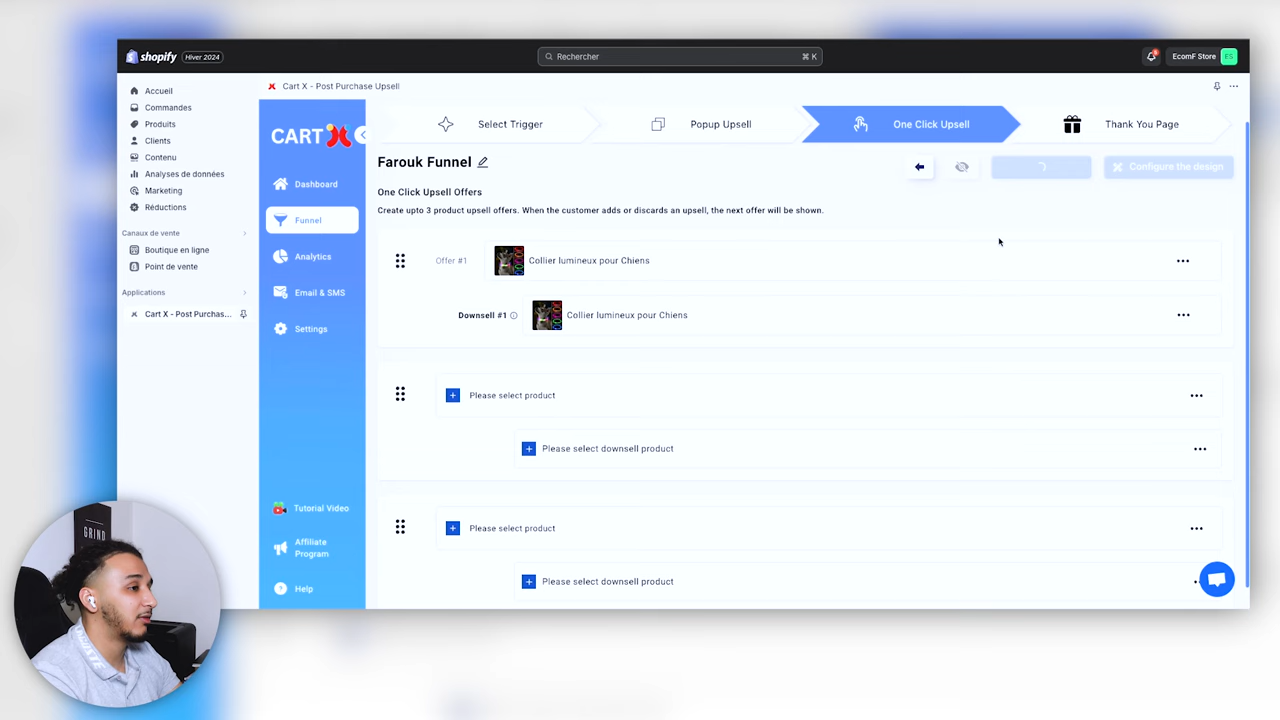 shopify
Hiver 2024
Rechercher
⌘ K
EcomF Store
ES
Accueil
Commandes
Produits
Clients
Contenu
Analyses de données
Marketing
Réductions
Canaux de vente
Boutique en ligne
Point de vente
Applications
Cart X - Post Purchas...
Cart X - Post Purchase Upsell
CART X
Dashboard
Funnel
Analytics
Email & SMS
Settings
Tutorial Video
Affiliate
Program
Help
Select Trigger
Popup Upsell
One Click Upsell
Thank You Page
Farouk Funnel
Configure the design
One Click Upsell Offers
Create upto 3 product upsell offers. When the customer adds or discards an upsell, the next offer will be shown.
Offer #1
Collier lumineux pour Chiens
Downsell #1
Collier lumineux pour Chiens
Please select product
Please select downsell product
Please select product
Please select downsell product
GRIND